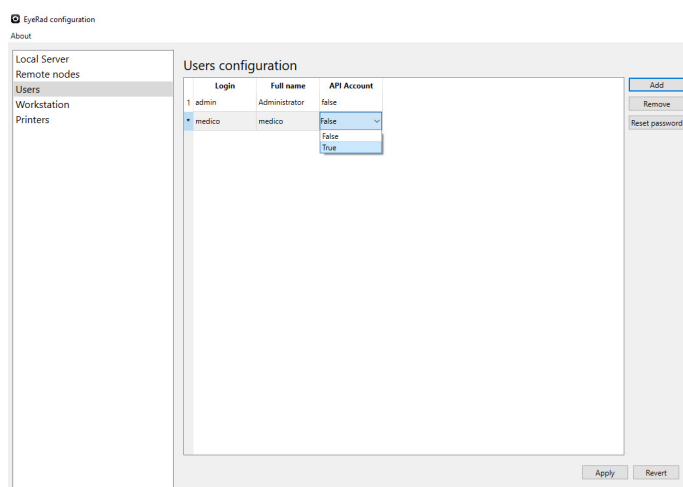 EyeRad configuration
About
Local Server
Remote nodes
Users
Workstation
Printers
Users configuration
Login Full name API Account
1 admin Administrator false
* medico medico False
False
True
Add
Remove
Reset password
Apply Revert